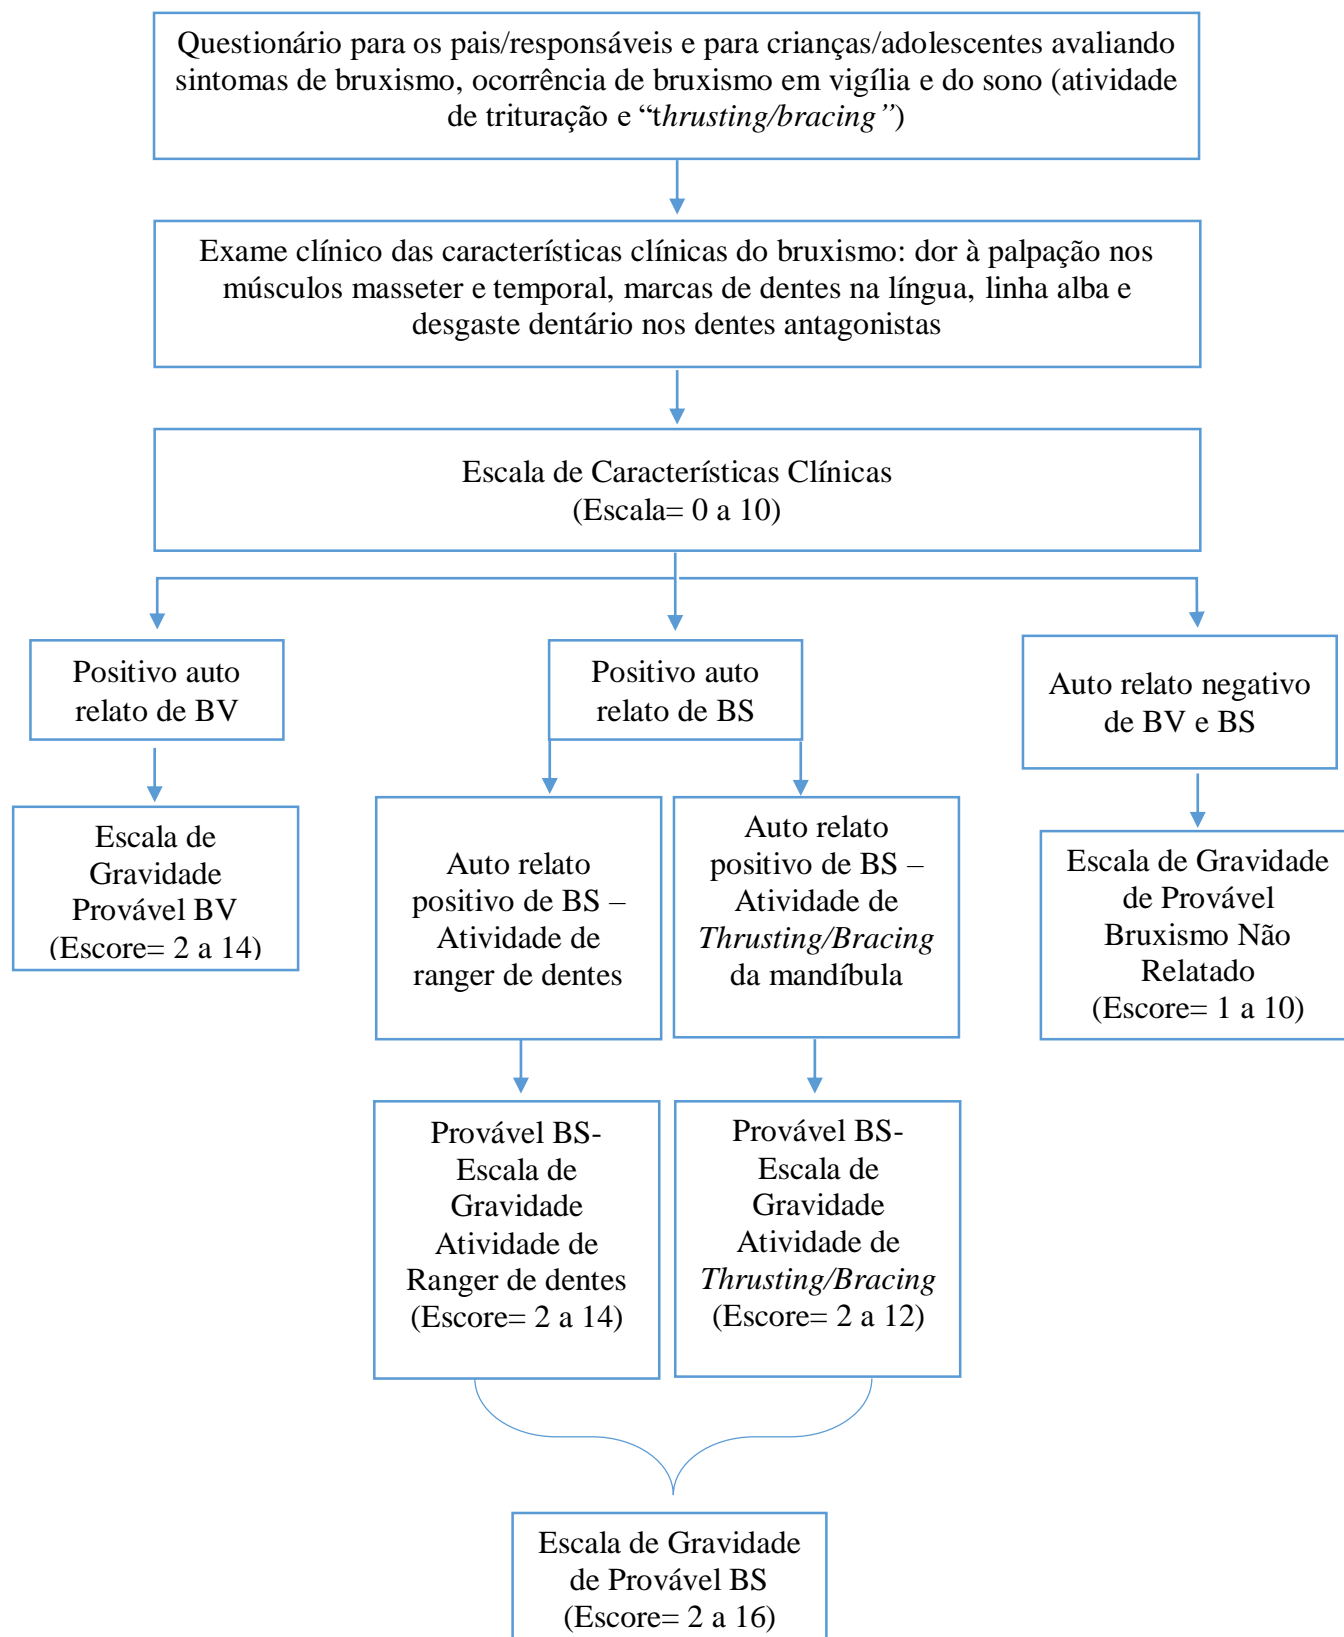 Questionário para os pais/responsáveis e para crianças/adolescentes avaliando
sintomas de bruxismo, ocorrência de bruxismo em vigília e do sono (atividade
de trituração e “thrusting/bracing”)
Exame clínico das características clínicas do bruxismo: dor à palpação nos
músculos masseter e temporal, marcas de dentes na língua, linha alba e
desgaste dentário nos dentes antagonistas
Escala de Características Clínicas
(Escala= 0 a 10)
Positivo auto
relato de BV
Escala de
Gravidade
Provável BV
(Escore= 2 a 14)
Positivo auto
relato de BS
Auto relato
positivo de BS –
Atividade de
ranger de dentes
Auto relato
positivo de BS –
Atividade de
Thrusting/Bracing
da mandíbula
Provável BS-
Escala de
Gravidade
Atividade de
Ranger de dentes
(Escore= 2 a 14)
Provável BS-
Escala de
Gravidade
Atividade de
Thrusting/Bracing
(Escore= 2 a 12)
Auto relato negativo
de BV e BS
Escala de Gravidade
de Provável
Bruxismo Não
Relatado
(Escore= 1 a 10)
Escala de Gravidade
de Provável BS
(Escore= 2 a 16)